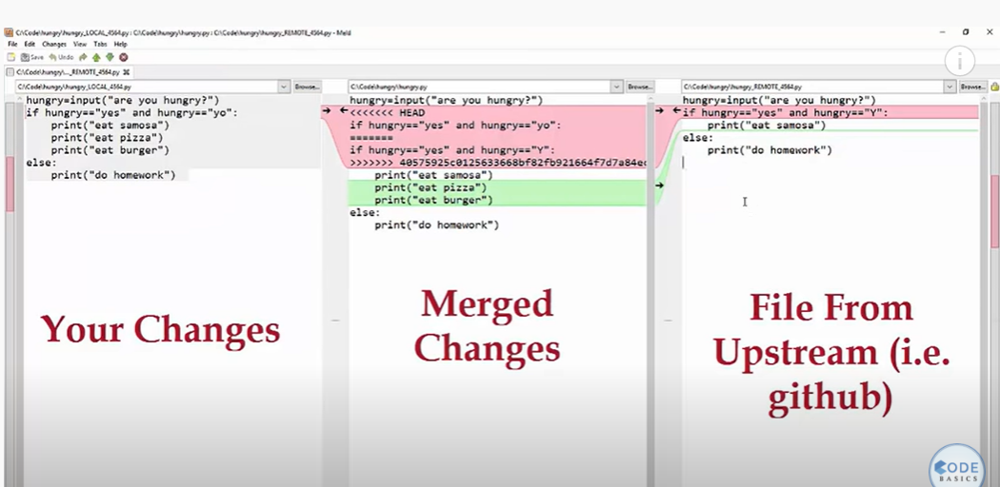 C:\Code\hungry\hungry_LOCAL_4564.py : C:\Code\hungry\hungry.py : C:\Code\hungry\hungry_REMOTE_4564.py - Meld
File Edit Changes View Tabs Help
Save Undo
C:\Code\hungry\..._REMOTE_4564.py
C:\Code\hungry\hungry_LOCAL_4564.py Browse...
hungry=input("are you hungry?")
if hungry=="yes" and hungry=="yo":
print("eat samosa")
print("eat pizza")
print("eat burger")
else:
print("do homework")
Your Changes
C:\Code\hungry\hungry.py Browse...
hungry=input("are you hungry?")
<<<<<<< HEAD
if hungry=="yes" and hungry=="yo":
=======
if hungry=="yes" and hungry=="Y":
>>>>>>> 40575925c0125633668bf82fb921664f7d7a84ec
print("eat samosa")
print("eat pizza")
print("eat burger")
else:
print("do homework")
Merged
Changes
C:\Code\hungry\hungry_REMOTE_4564.py Browse...
hungry=input("are you hungry?")
if hungry=="yes" and hungry=="Y":
print("eat samosa")
else:
print("do homework")
File From
Upstream (i.e.
github)
CODE
BASICS